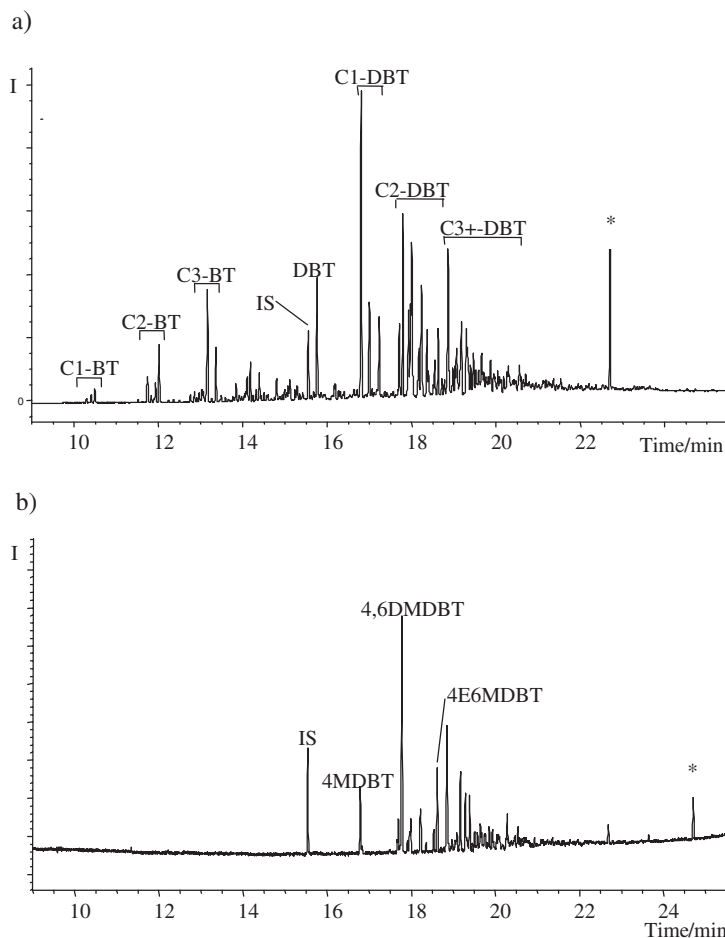 a)
I
C1-DBT
C2-DBT
C3+-DBT
*
C3-BT
DBT
IS
C2-BT
C1-BT
0
10 12 14 16 18 20 22
Time/min
b)
I
4,6DMDBT
4E6MDBT
IS
4MDBT
*
10 12 14 16 18 20 22 24
Time/min